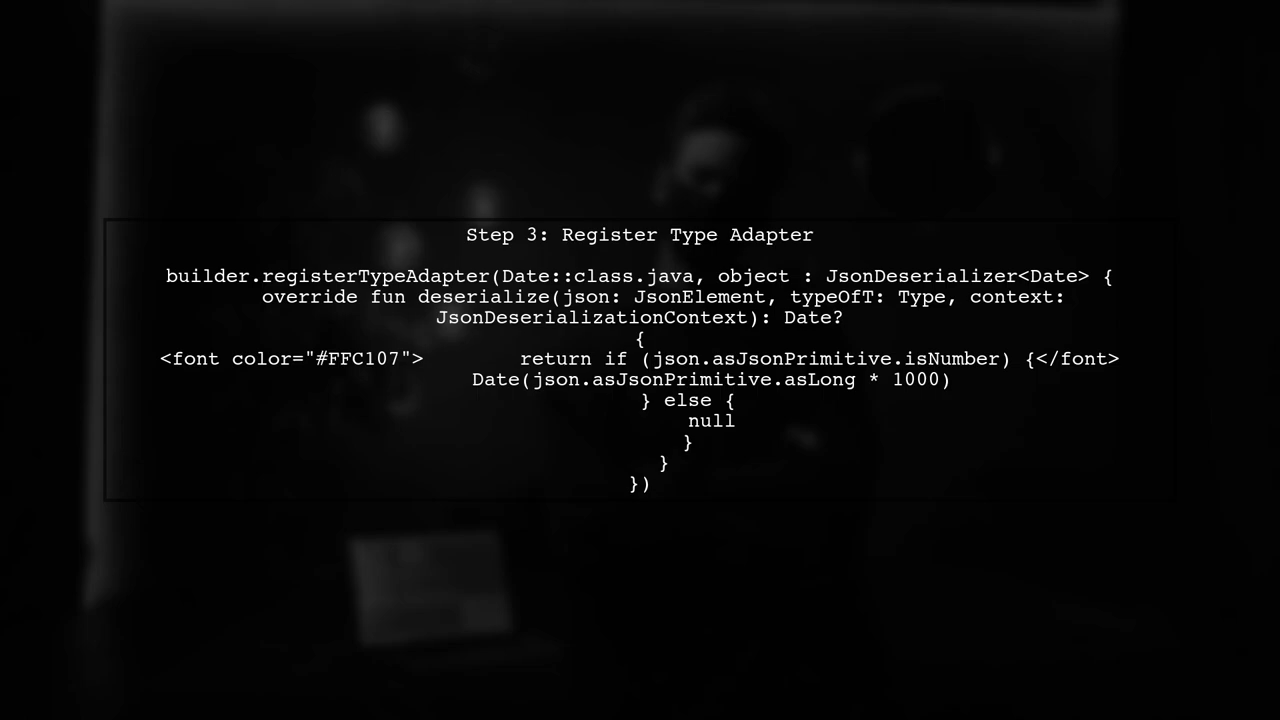 Step 3: Register Type Adapter
builder.registerTypeAdapter(Date::class.java, object : JsonDeserializer<Date> {
override fun deserialize(json: JsonElement, typeOfT: Type, context:
JsonDeserializationContext): Date?
{
<font color="#FFC107">        return if (json.asJsonPrimitive.isNumber) {</font>
Date(json.asJsonPrimitive.asLong * 1000)
} else {
null
}
}
})